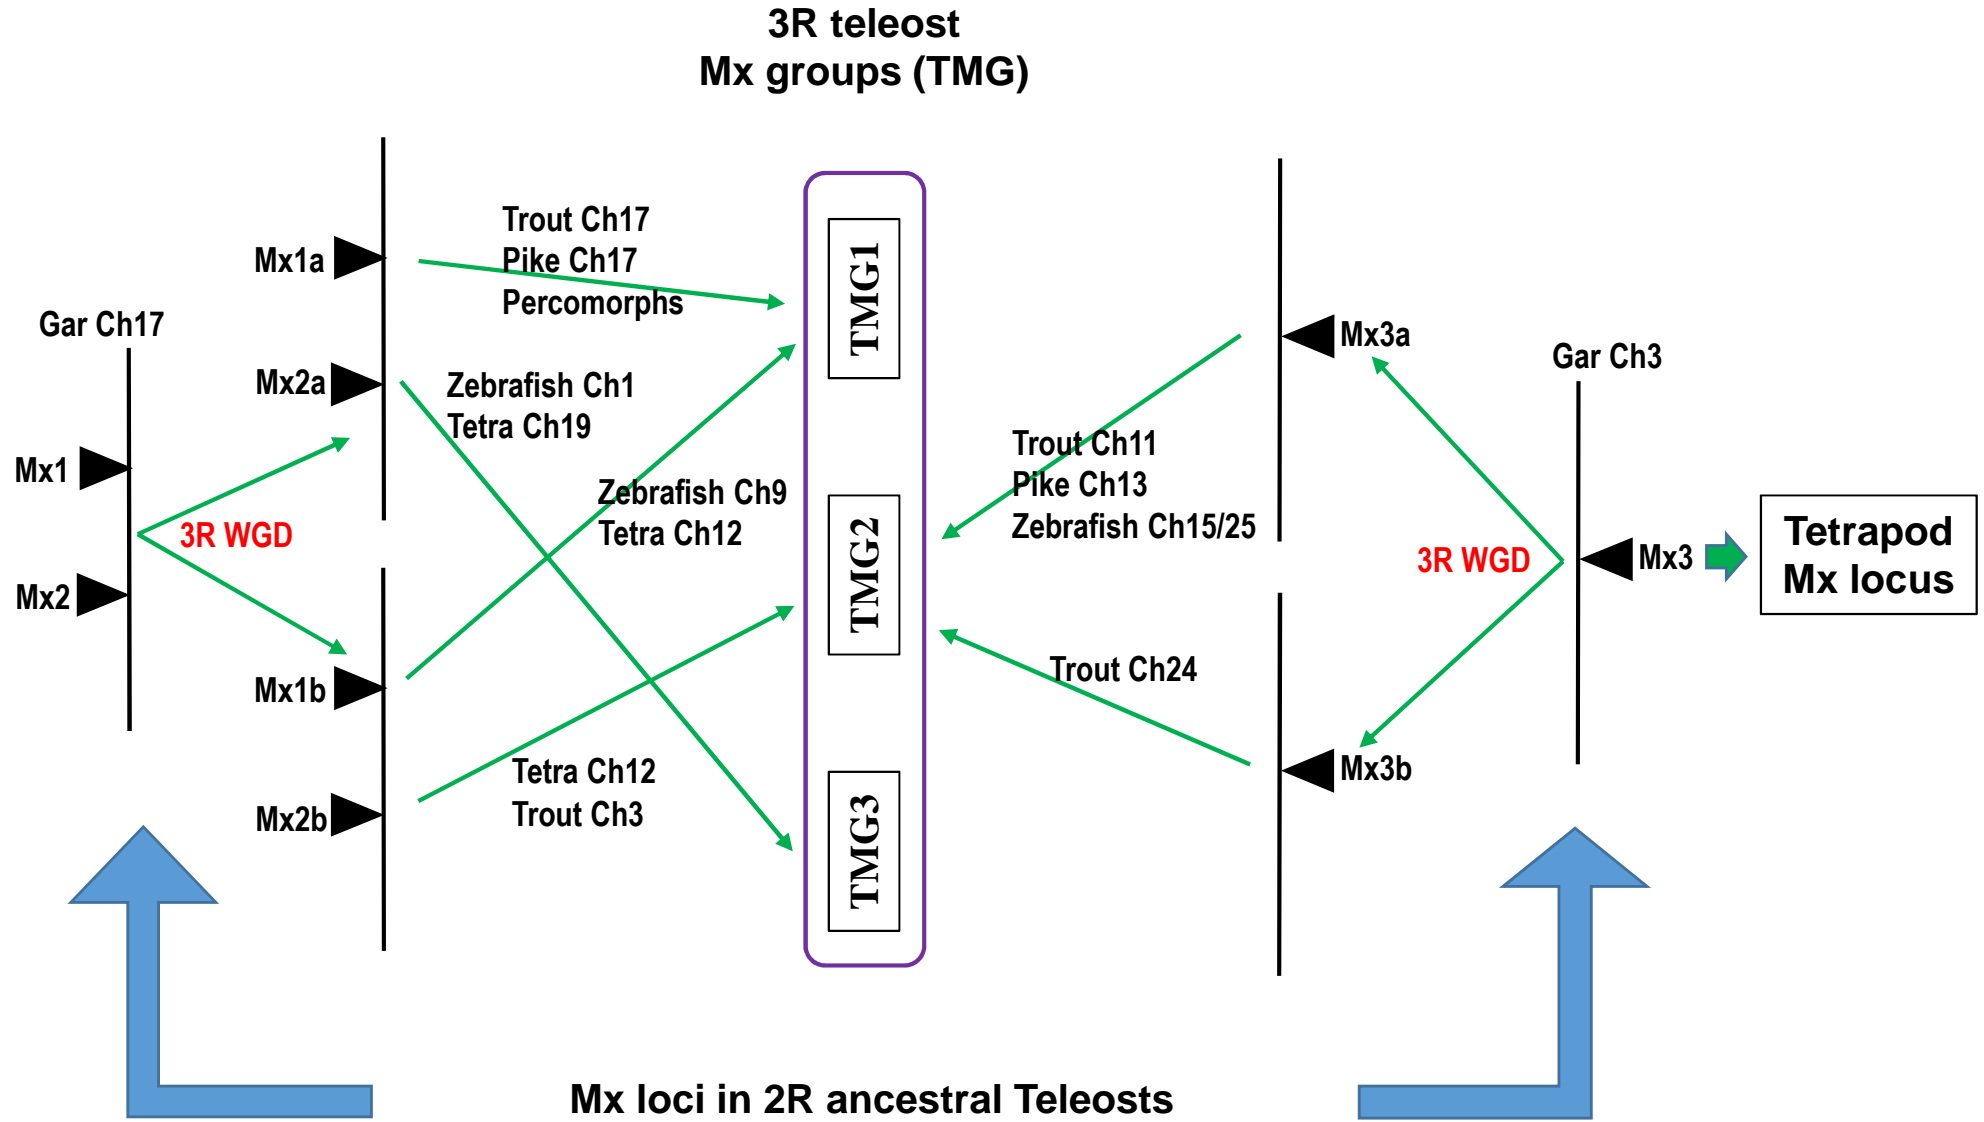 3R teleost
Mx groups (TMG)
Trout Ch17
Pike Ch17
Percomorphs
Mx1a
Gar Ch17
Mx2a
Zebrafish Ch1
Tetra Ch19
Mx1
3R WGD
Mx2
Zebrafish Ch9
Tetra Ch12
Mx1b
Mx2b
Tetra Ch12
Trout Ch3
TMG1
TMG2
TMG3
Mx3a
Gar Ch3
Trout Ch11
Pike Ch13
Zebrafish Ch15/25
3R WGD
Mx3
Tetrapod
Mx locus
Trout Ch24
Mx3b
Mx loci in 2R ancestral Teleosts